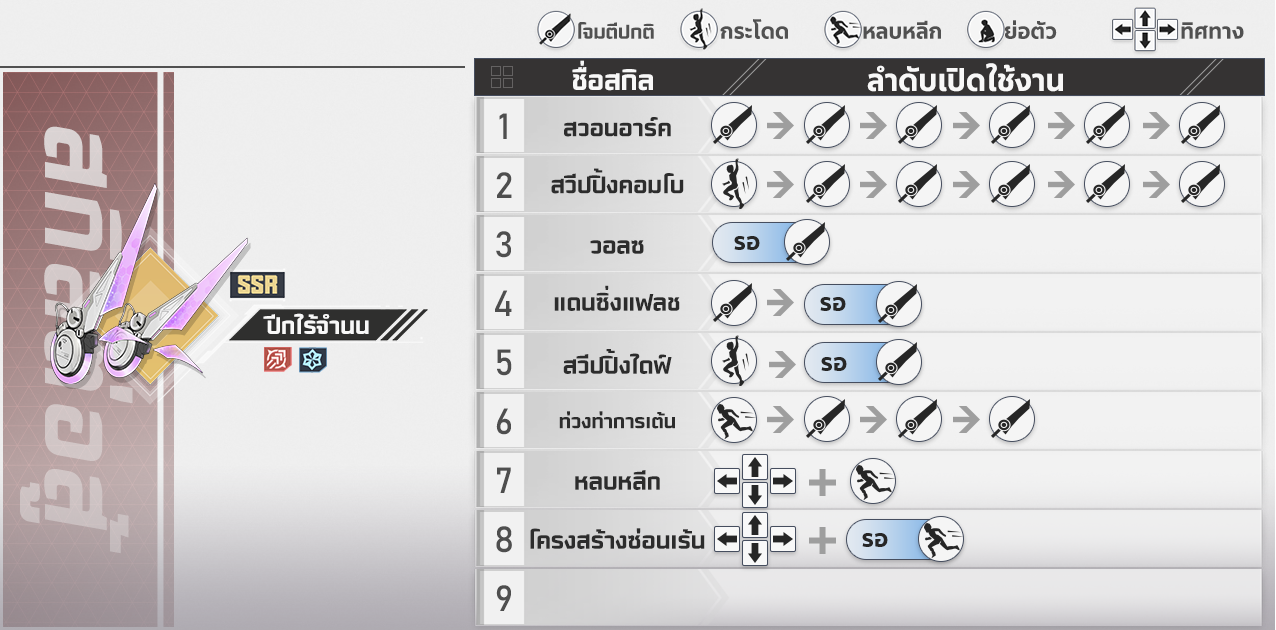 โจมตีปกติ กระโดด หลบหลีก ย่อตัว ทิศทาง
ชื่อสกิล ลำดับเปิดใช้งาน
สกิลต่อสู้
SSR
ปีกไร้จำนน
1 สวอนอาร์ค
2 สวีปปิ้งคอมโบ
3 วอลซ รอ
4 แดนซิ่งแฟลช รอ
5 สวีปปิ้งไดฟ์ รอ
6 ท่วงท่าการเต้น
7 หลบหลีก
8 โครงสร้างซ่อนเร้น รอ
9